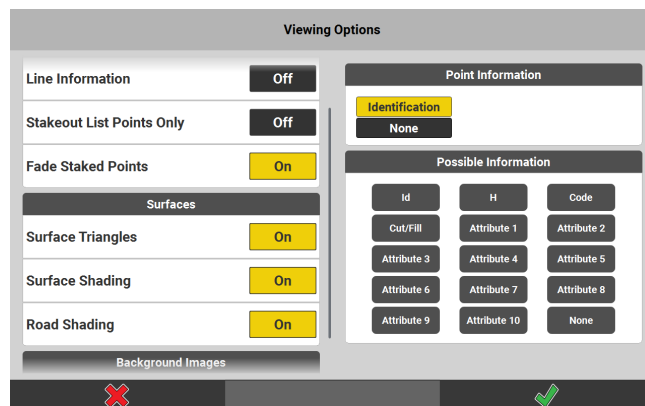 Viewing Options
Line Information Off
Stakeout List Points Only Off
Fade Staked Points On
Surfaces
Surface Triangles On
Surface Shading On
Road Shading On
Background Images
Point Information
Identification
None
Possible Information
Id H Code
Cut/Fill Attribute 1 Attribute 2
Attribute 3 Attribute 4 Attribute 5
Attribute 6 Attribute 7 Attribute 8
Attribute 9 Attribute 10 None